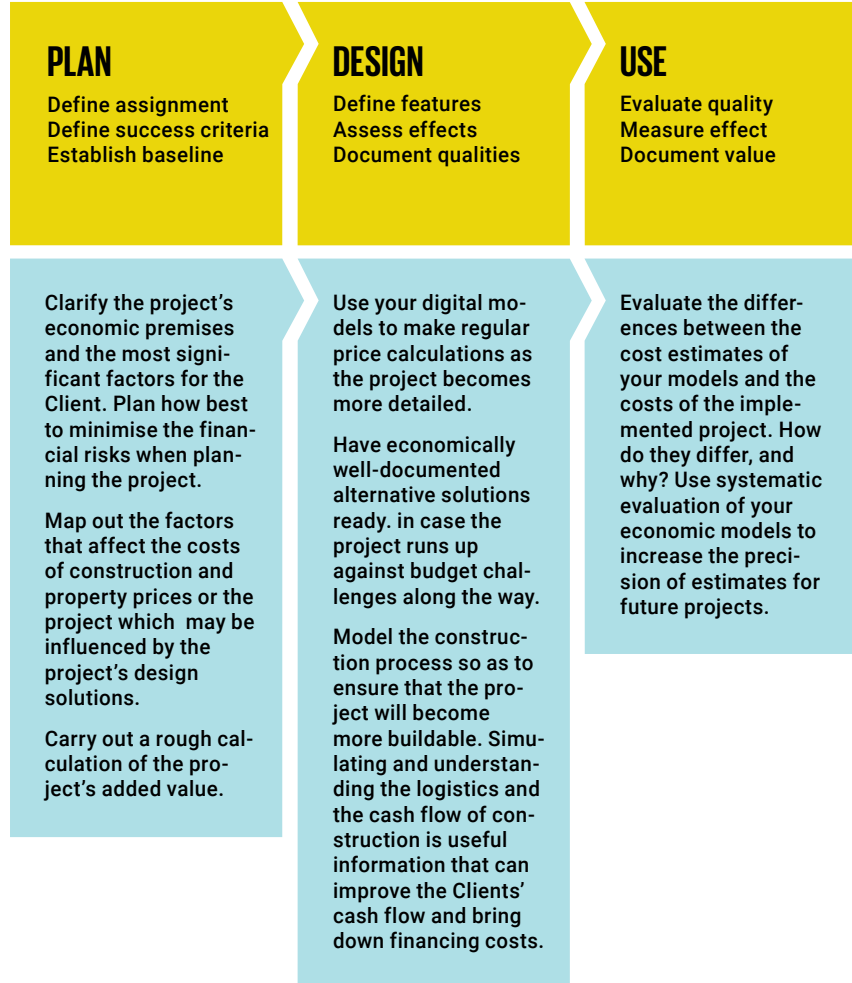 PLAN
Define assignment
Define success criteria
Establish baseline
DESIGN
Define features
Assess effects
Document qualities
USE
Evaluate quality
Measure effect
Document value
Clarify the project’s
economic premises
and the most signi-
ficant factors for the
Client. Plan how best
to minimise the finan-
cial risks when plan-
ning the project.
Map out the factors
that affect the costs
of construction and
property prices or the
project which  may be
influenced by the
project’s design
solutions.
Carry out a rough cal-
culation of the pro-
ject’s added value.
Use your digital mo-
dels to make regular
price calculations as
the project becomes
more detailed.
Have economically
well-documented
alternative solutions
ready. in case the
project runs up
against budget chal-
lenges along the way.
Model the construc-
tion process so as to
ensure that the pro-
ject will become
more buildable. Simu-
lating and understan-
ding the logistics and
the cash flow of con-
struction is useful
information that can
improve the Clients’
cash flow and bring
down financing costs.
Evaluate the differ-
ences between the
cost estimates of
your models and the
costs of the imple-
mented project. How
do they differ, and
why? Use systematic
evaluation of your
economic models to
increase the preci-
sion of estimates for
future projects.